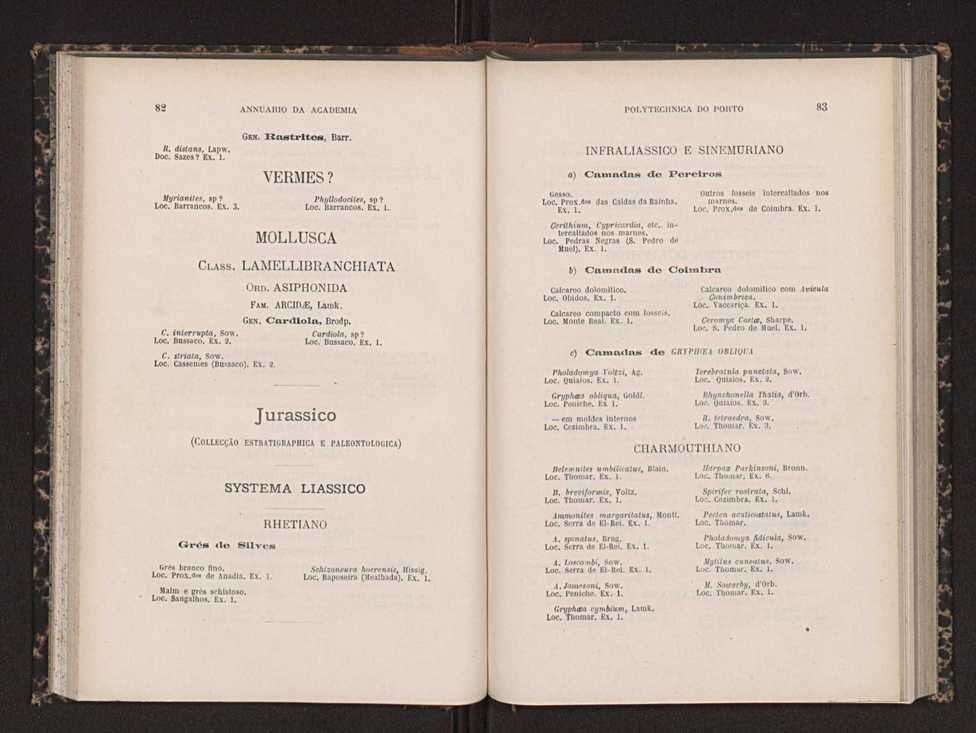 82 ANNUARIO DA ACADEMIA
GEN. Rastrites, Barr.
R. distans, Lapw.
Doc. Sazes? Ex. 1.
VERMES?
Myrianites, sp?
Loc. Barrancos. Ex. 3.
Phyllodocites, sp?
Loc. Barrancos. Ex. 1.
MOLLUSCA
CLASS. LAMELLIBRANCHIATA
ORD. ASIPHONIDA
FAM. ARCIDÆ, Lamk.
GEN. Cardiola, Brodp.
C. interrupta, Sow.
Loc. Bussaco. Ex. 2.
C. striata, Sow.
Loc. Cassemes (Bussaco). Ex. 2.
Cardiola, sp?
Loc. Bussaco. Ex. 1.
Jurassico
(COLLECÇÃO ESTRATIGRAPHICA E PALEONTOLOGICA)
SYSTEMA LIASSICO
RHETIANO
Grés de Silves
Grés branco fino.
Loc. Prox.dos de Anadia. Ex. 1.
Malm e grés schistoso.
Loc. Sangalhos. Ex. 1.
Schizaneura hoerensis, Hissig.
Loc. Raposeira (Mealhada). Ex. 1.
POLYTECHNICA DO PORTO 83
INFRALIASSICO E SINEMURIANO
a) Camadas de Pereiros
Gesso.
Loc. Prox.dos das Caldas da Rainha.
Ex. 1.
Cerithium, Cypricardia, etc., in-
tercallados nos marnes.
Loc. Pedras Negras (S. Pedro de
Muel). Ex. 1.
Outros fosseis intercallados nos
marnes.
Loc. Prox.dos de Coimbra. Ex. 1.
b) Camadas de Coimbra
Calcareo dolomitico.
Loc. Obidos. Ex. 1.
Calcareo compacto com fosseis.
Loc. Monte Real. Ex. 1.
Calcareo dolomitico com Avicula
Conimbrica.
Loc. Vaccariça. Ex. 1.
Ceromya Costæ, Sharpe.
Loc. S. Pedro de Muel. Ex. 1.
c) Camadas de GRYPHŒA OBLIQUA
Pholadomya Voltzi, Ag.
Loc. Quiaios. Ex. 1.
Gryphæa obliqua, Goldf.
Loc. Peniche. Ex 1.
— em moldes internos
Loc. Cezimbra. Ex. 1.
Terebratula punctata, Sow.
Loc. Quiaios. Ex. 2.
Rhynchonella Thalia, d'Orb.
Loc. Quiaios. Ex. 3.
R. tetraedra, Sow.
Loc. Thomar. Ex. 3.
CHARMOUTHIANO
Belemnites umbilicatus, Blain.
Loc. Thomar. Ex. 1.
B. breviformis, Voltz.
Loc. Thomar. Ex. 1.
Ammonites margaritatus, Montf.
Loc. Serra de El-Rei. Ex. 1.
A. spinatus, Brug.
Loc. Serra de El-Rei. Ex. 1.
A. Loscombi, Sow.
Loc. Serra de El-Rei. Ex. 1.
A. Jamesoni, Sow.
Loc. Peniche. Ex. 1.
Gryphœa cymbium, Lamk.
Loc. Thomar. Ex. 1.
Harpax Parkinsoni, Bronn.
Loc. Thomar. Ex. 6.
Spirifer rostrata, Schl.
Loc. Cezimbra. Ex. 1.
Pecten acuticostatus, Lamk.
Loc. Thomar.
Pholadomya fidicula, Sow.
Loc. Thomar. Ex. 1.
Mytilus cuneatus, Sow.
Loc. Thomar. Ex. 1.
M. Sowerby, d'Orb.
Loc. Thomar. Ex. 1.